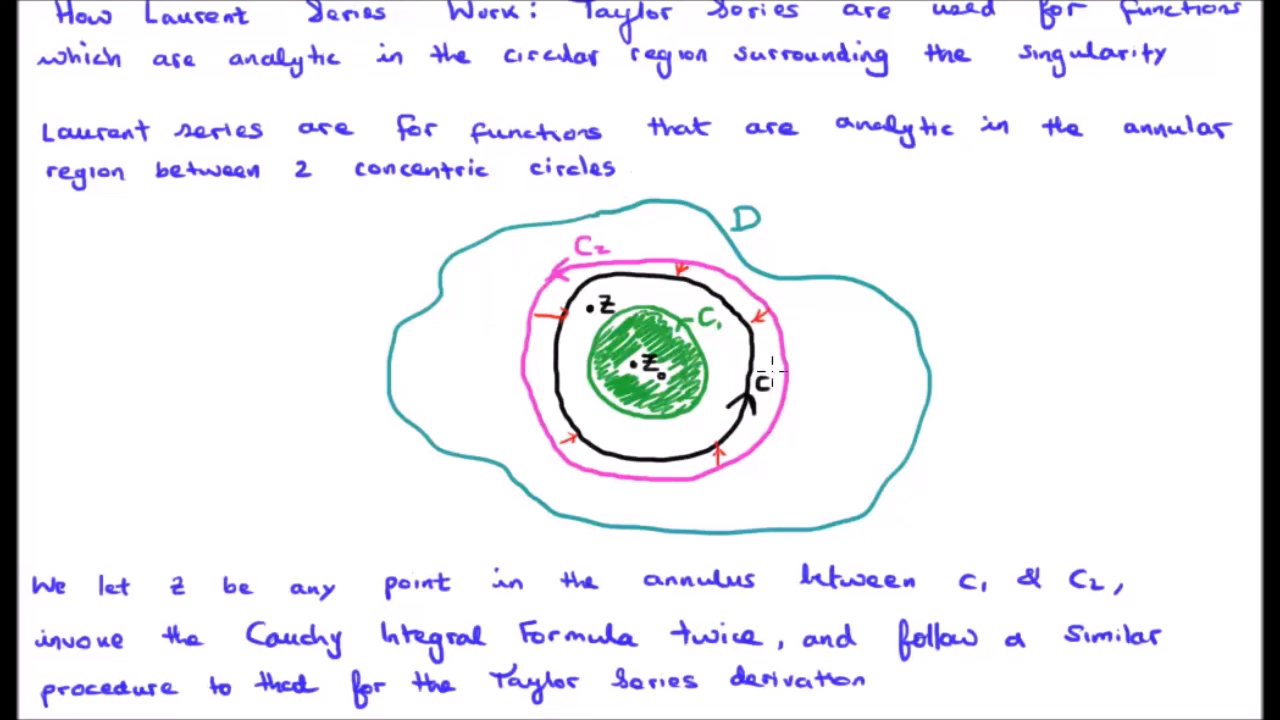 How Laurent Series Work: Taylor Series are used for functions
which are analytic in the circular region surrounding the singularity
Laurent series are for functions that are analytic in the annular
region between 2 concentric circles
D
C₂
z
C₁
z₀
C
We let z be any point in the annulus between C₁ & C₂,
invoke the Cauchy Integral Formula twice, and follow a similar
procedure to that for the Taylor Series derivation